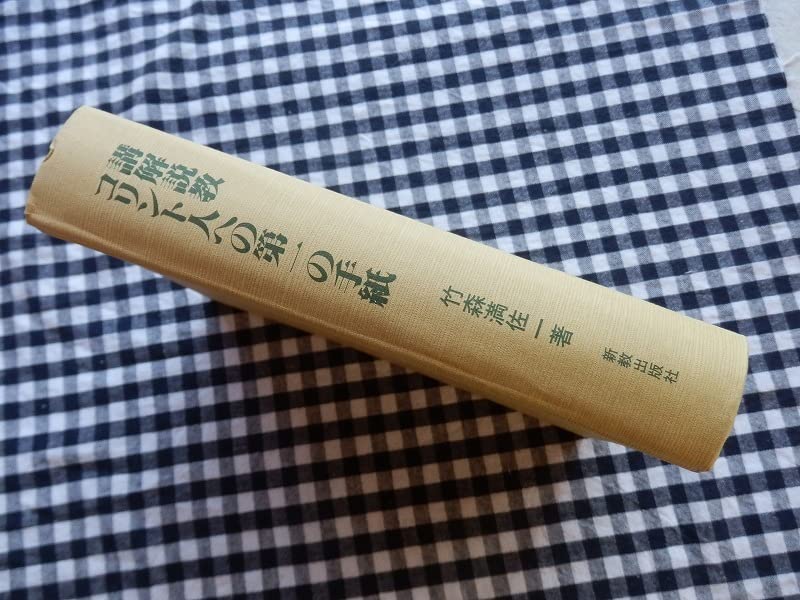 講解説教
コリント人への第一の手紙
竹森満佐一著
新教出版社